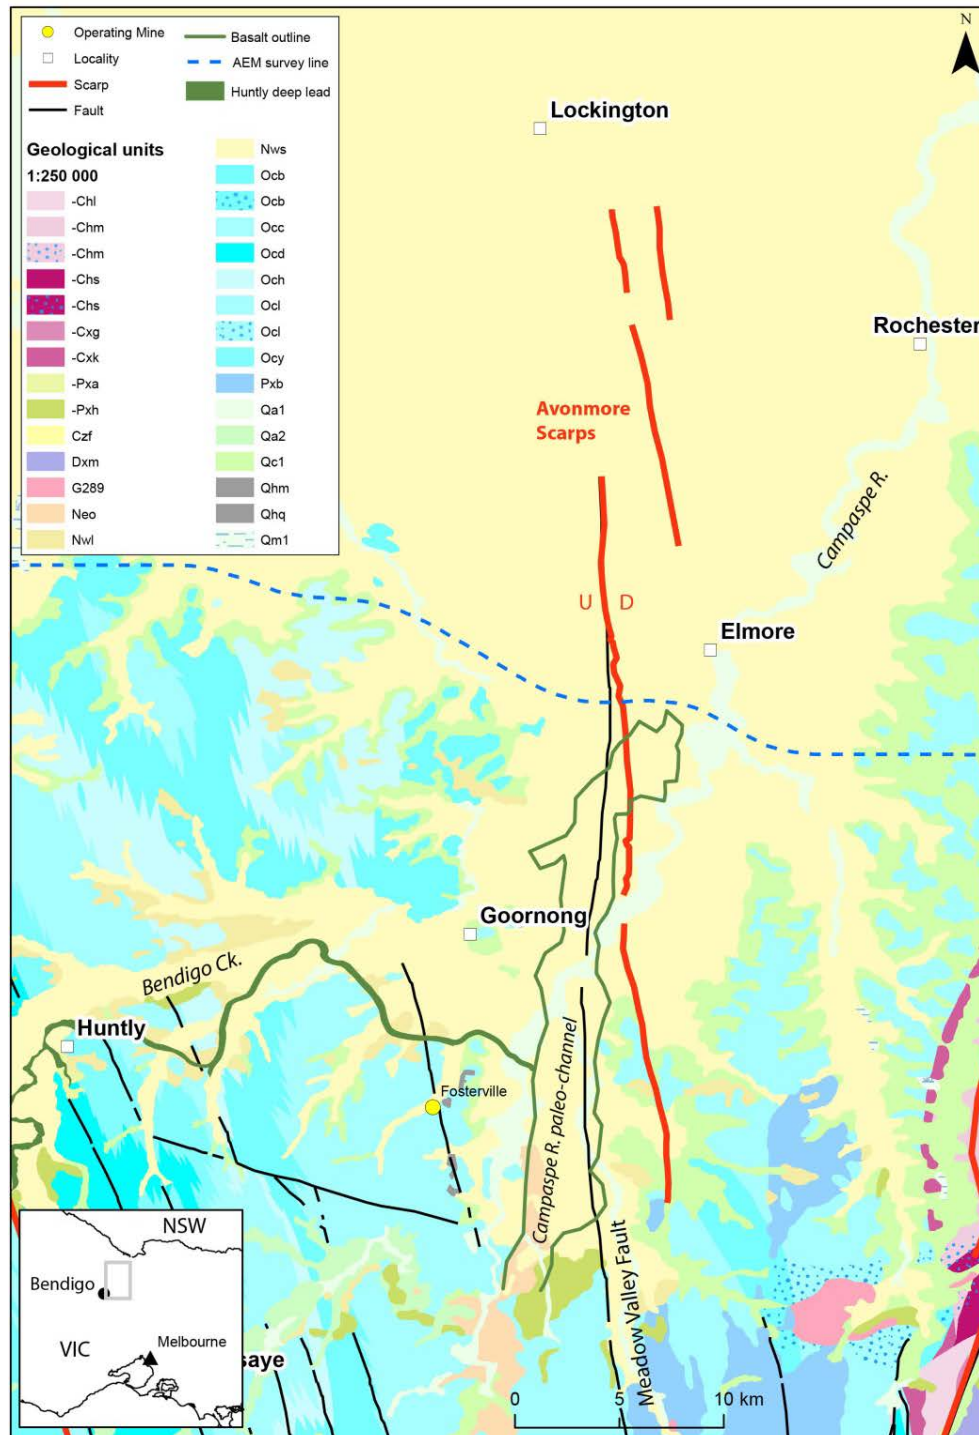 N
Operating Mine
Locality
Scarp
Fault
Basalt outline
AEM survey line
Huntly deep lead
Geological units
1:250 000
-Chl
-Chm
-Chm
-Chs
-Chs
-Cxg
-Cxk
-Pxa
-Pxh
Czf
Dxm
G289
Neo
Nwl
Nws
Ocb
Ocb
Occ
Ocd
Och
Ocl
Ocl
Ocy
Pxb
Qa1
Qa2
Qc1
Qhm
Qhq
Qm1
Lockington
Rochester
Avonmore
Scarps
Campaspe R.
U D
Elmore
Goornong
Bendigo Ck.
Huntly
Fosterville
Campaspe R. paleo-channel
Meadow Valley Fault
NSW
Bendigo
VIC
Melbourne
saye
0 5 10 km